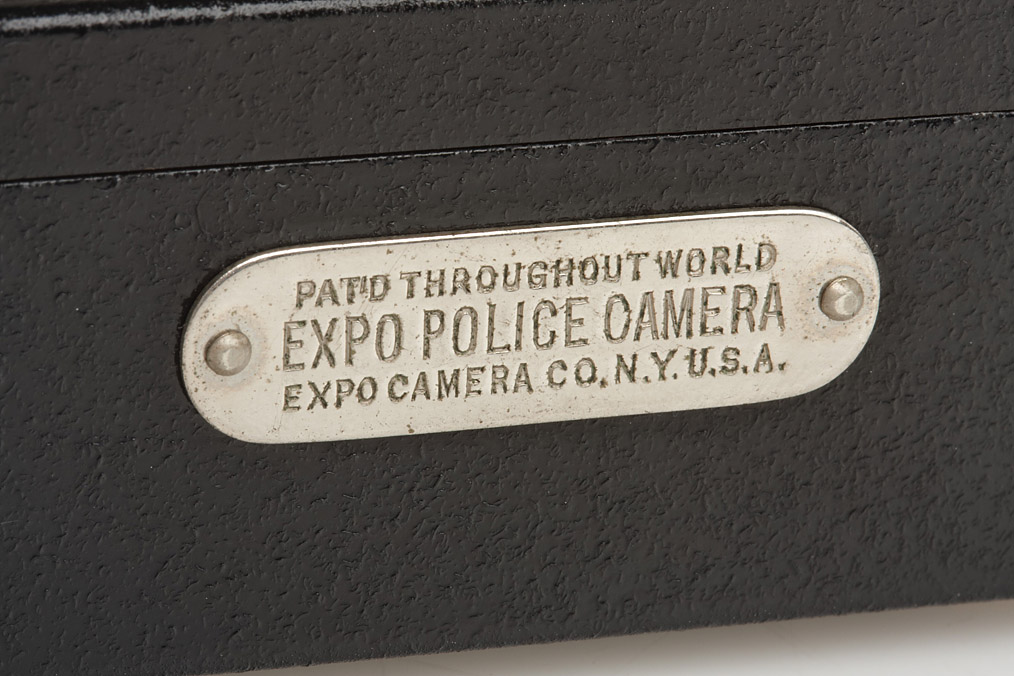 PAT'D THROUGHOUT WORLD
EXPO POLICE CAMERA
EXPO CAMERA CO. N.Y. U.S.A.